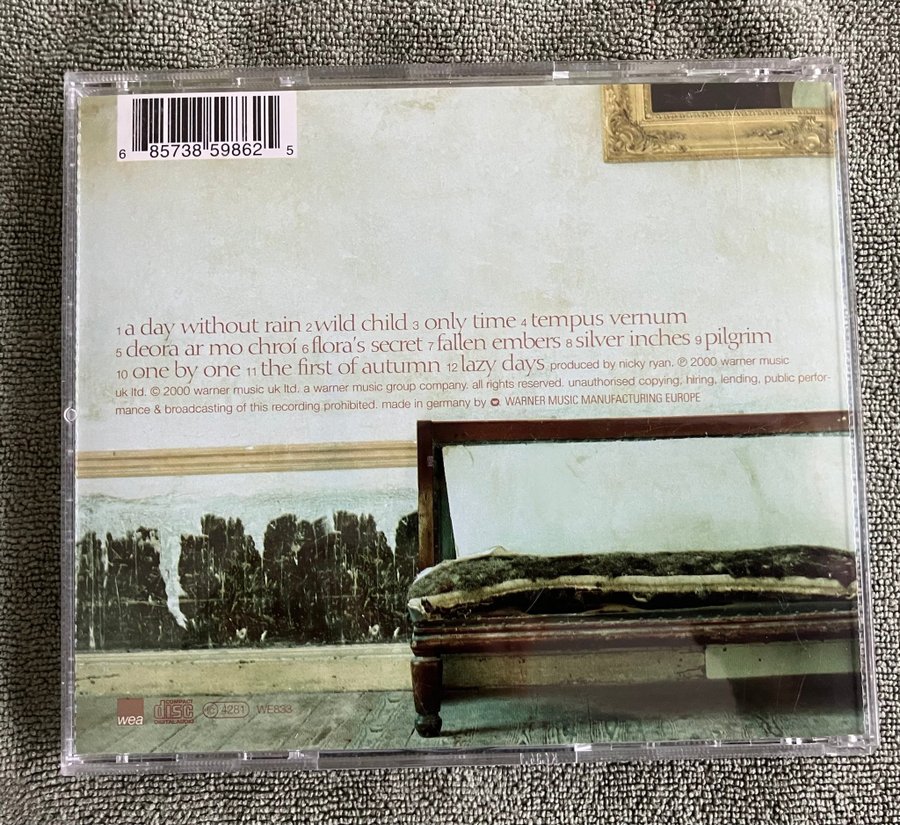 6 85738 59862 5
1 a day without rain 2 wild child 3 only time 4 tempus vernum
5 deora ar mo chroí 6 flora's secret 7 fallen embers 8 silver inches 9 pilgrim
10 one by one 11 the first of autumn 12 lazy days produced by nicky ryan. ℗ 2000 warner music
uk ltd. © 2000 warner music uk ltd. a warner music group company. all rights reserved. unauthorised copying, hiring, lending, public perfor-
mance & broadcasting of this recording prohibited. made in germany by WARNER MUSIC MANUFACTURING EUROPE
wea COMPACT disc DIGITAL AUDIO LC 4281 WE833